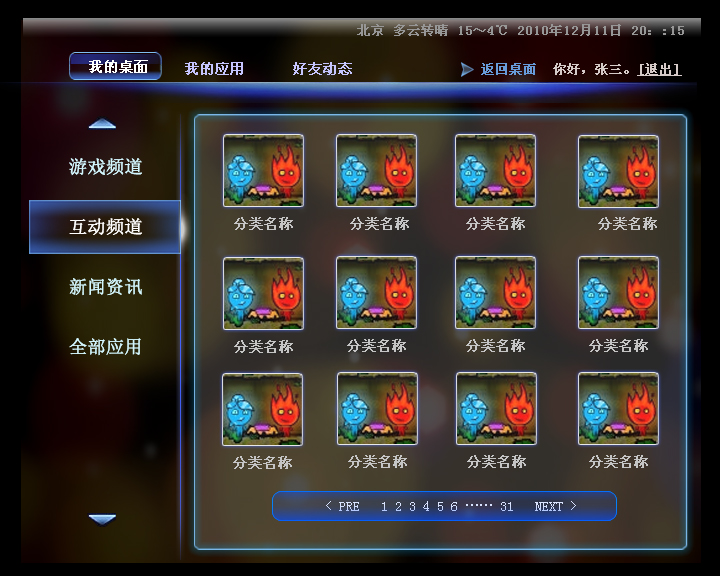 北京 多云转晴 15～4℃ 2010年12月11日 20：:15
我的桌面 我的应用 好友动态 返回桌面 你好，张三。[退出]
游戏频道
互动频道
新闻资讯
全部应用
分类名称 分类名称 分类名称 分类名称
分类名称 分类名称 分类名称 分类名称
分类名称 分类名称 分类名称 分类名称
< PRE 1 2 3 4 5 6 ······ 31 NEXT >